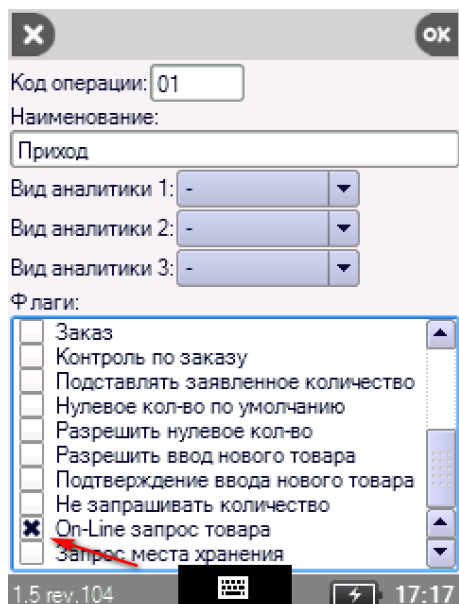 ок
Код операции: 01
Наименование:
Приход
Вид аналитики 1: -
Вид аналитики 2: -
Вид аналитики 3: -
Флаги:
Заказ
Контроль по заказу
Подставлять заявленное количество
Нулевое кол-во по умолчанию
Разрешить нулевое кол-во
Разрешить ввод нового товара
Подтверждение ввода нового товара
Не запрашивать количество
On-Line запрос товара
Запрос места хранения
1.5 rev.104 17:17